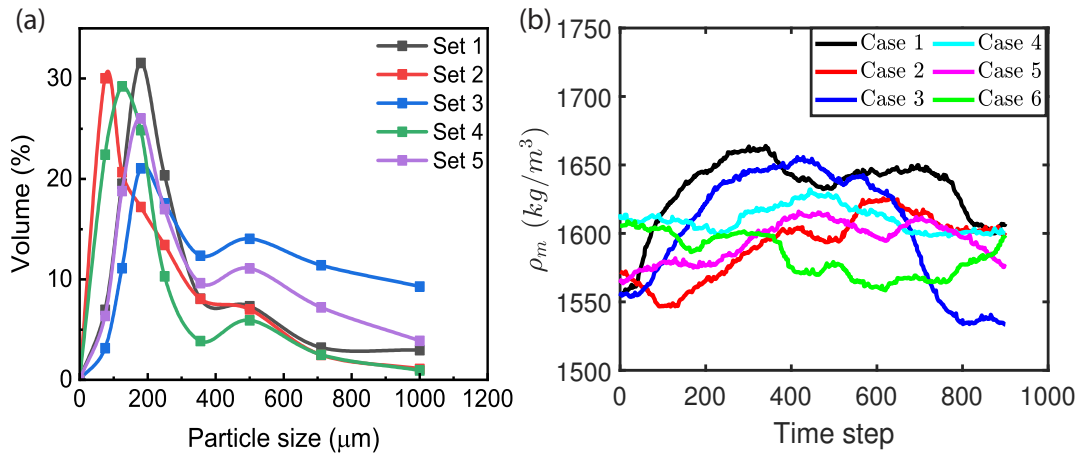 (a)
Volume (%)
30
20
10
0
0 200 400 600 800 1000 1200
Particle size (μm)
Set 1
Set 2
Set 3
Set 4
Set 5
(b)
ρm (kg/m³)
1750
1700
1650
1600
1550
1500
0 200 400 600 800 1000
Time step
Case 1 Case 4
Case 2 Case 5
Case 3 Case 6